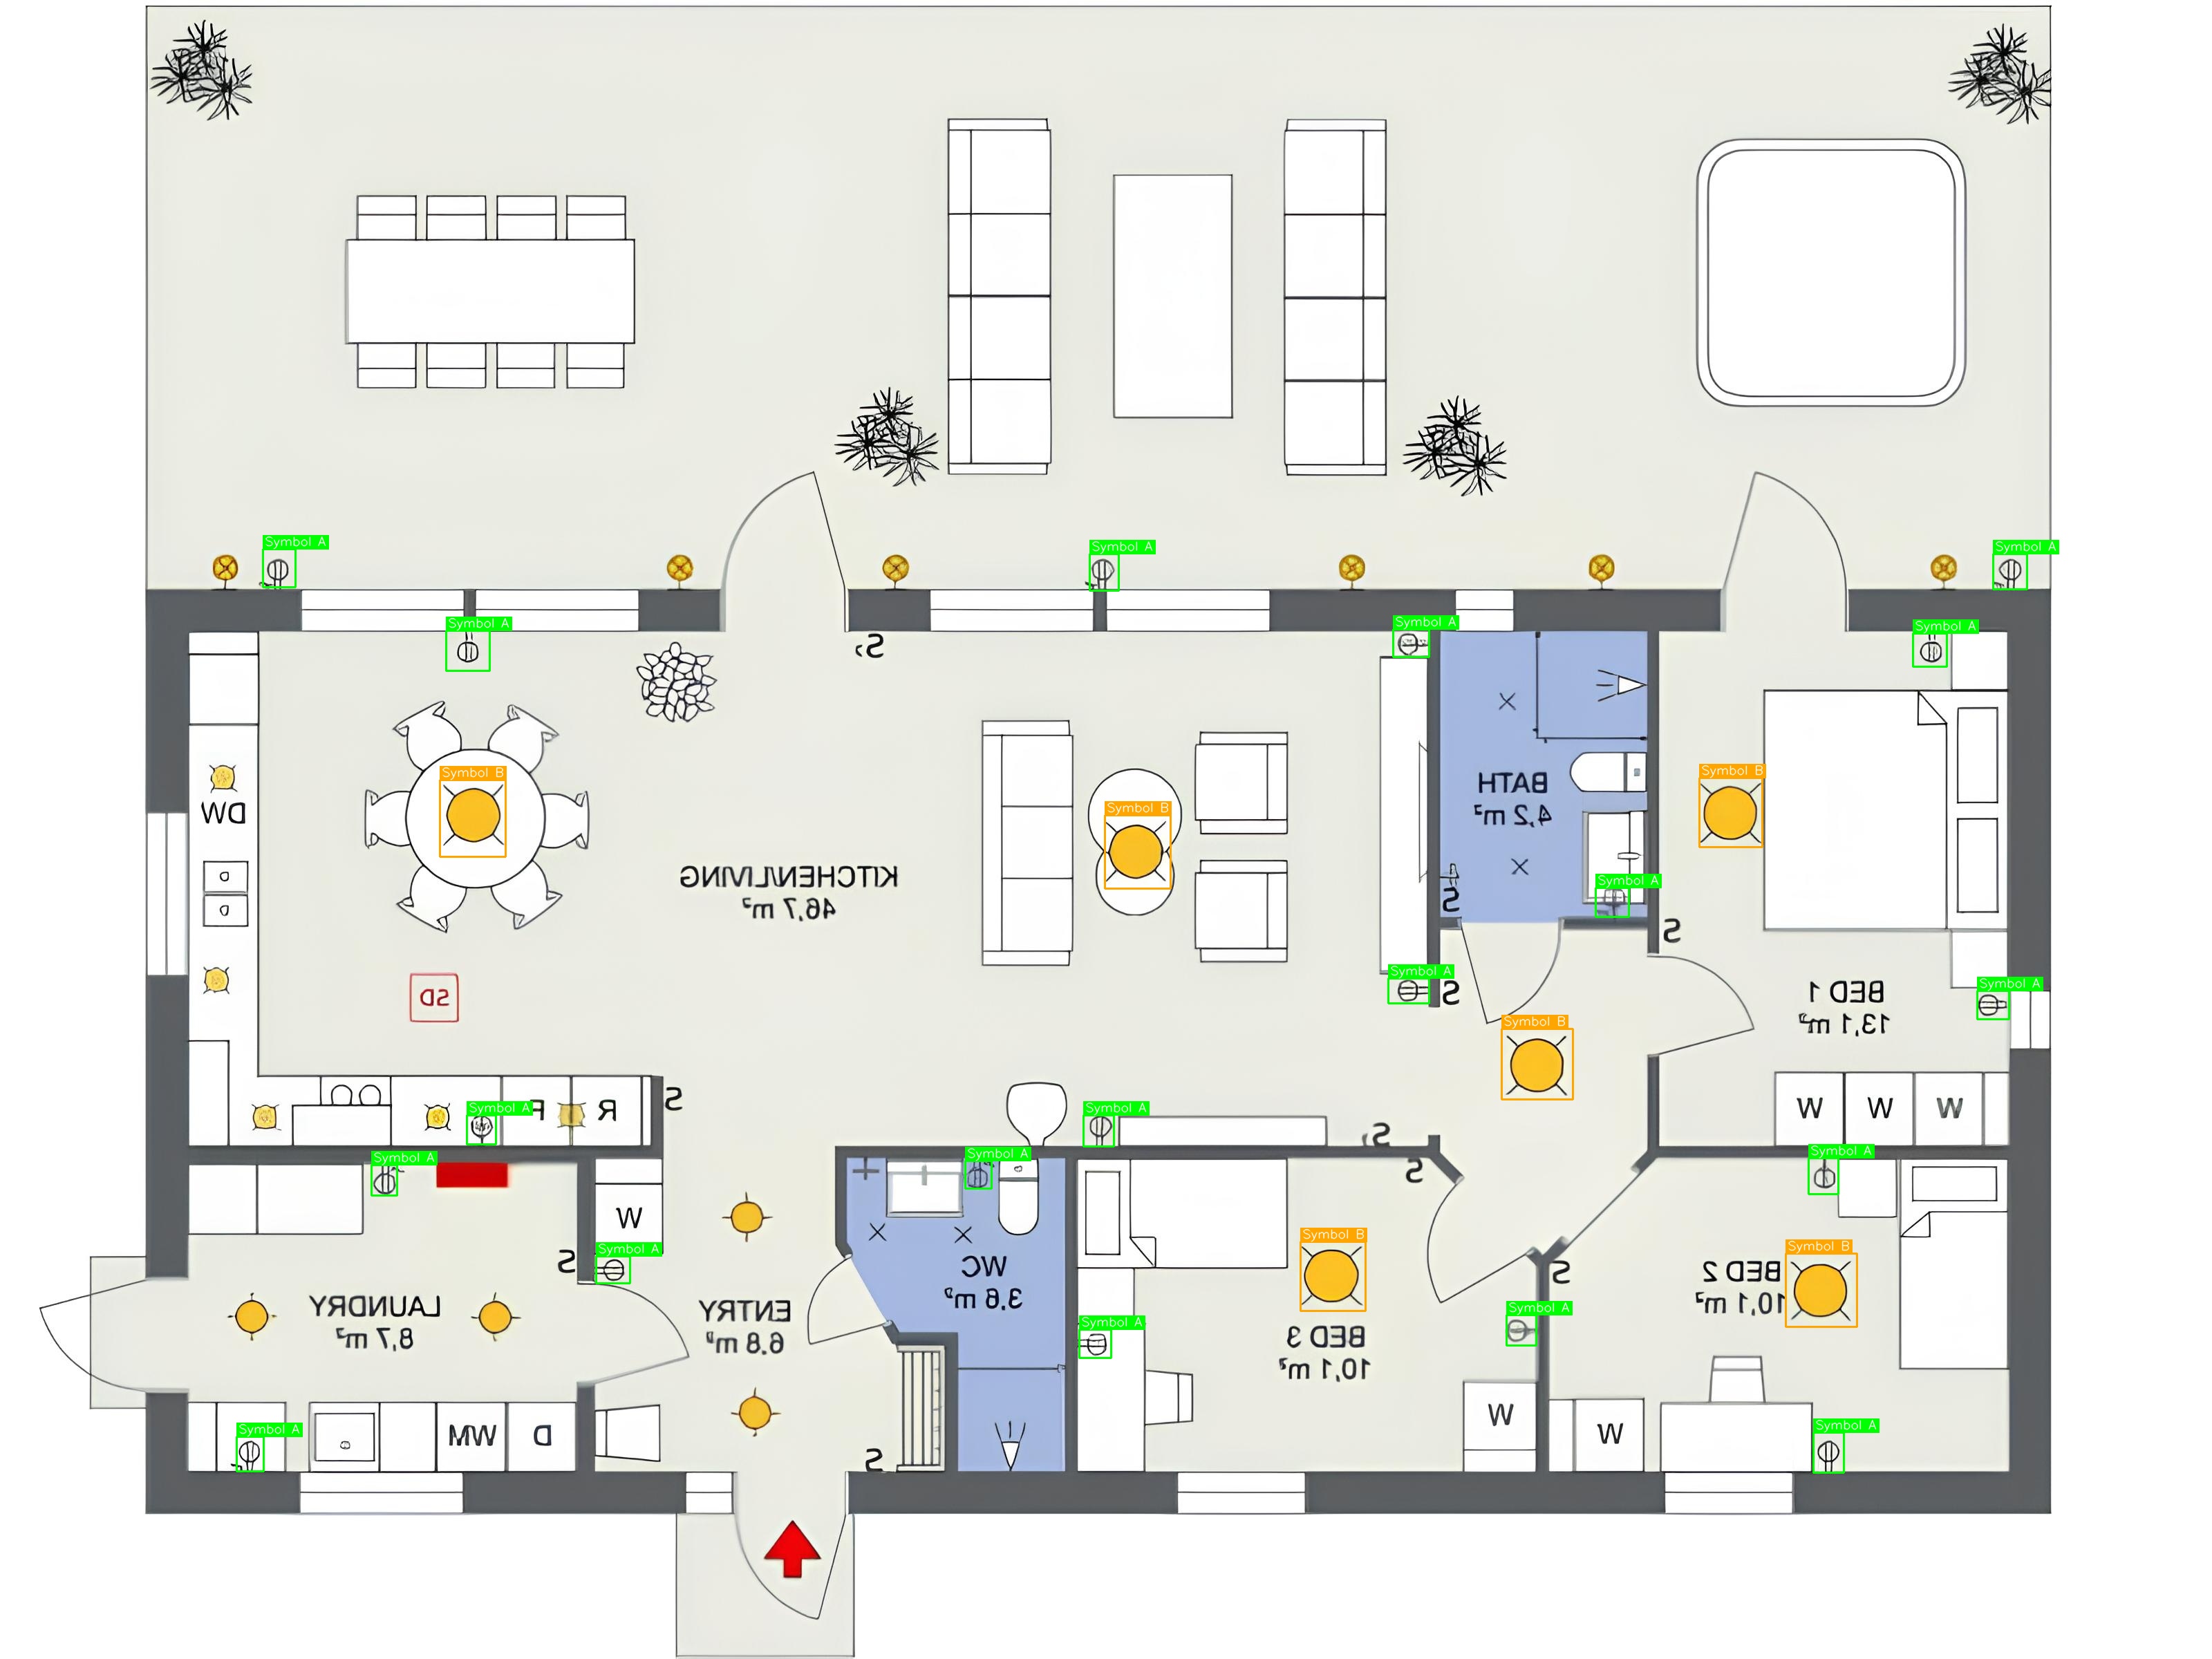 Symbol A
Symbol A
Symbol A
Symbol A
Symbol A
Symbol A
S
Symbol B
Symbol B
Symbol B
DW
BATH
4,2 m²
KITCHEN/LIVING
46,7 m²
Symbol A
S
S
Symbol A
S
Symbol A
SD
BED 1
13,1 m²
Symbol B
S
Symbol A
F
R
Symbol A
W
W
W
S
Symbol A
Symbol A
Symbol A
S
W
Symbol B
Symbol B
S
Symbol A
WC
3,6 m²
S
BED 2
10,1 m²
LAUNDRY
8,7 m²
ENTRY
6,8 m²
Symbol A
Symbol A
BED 3
10,1 m²
Symbol A
WM
D
S
W
W
Symbol A